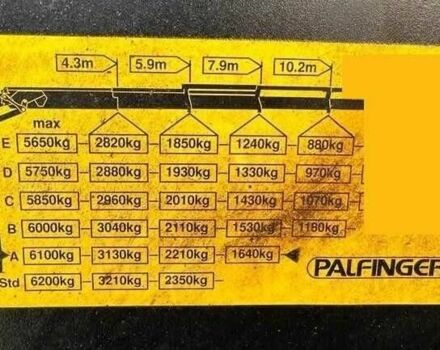 4.3m 5.9m 7.9m 10.2m
max
E 5650kg 2820kg 1850kg 1240kg 880kg
D 5750kg 2880kg 1930kg 1330kg 970kg
C 5850kg 2960kg 2010kg 1430kg 1070kg
B 6000kg 3040kg 2110kg 1530kg 1180kg
A 6100kg 3130kg 2210kg 1640kg
PALFINGER
Std 6200kg 3210kg 2350kg